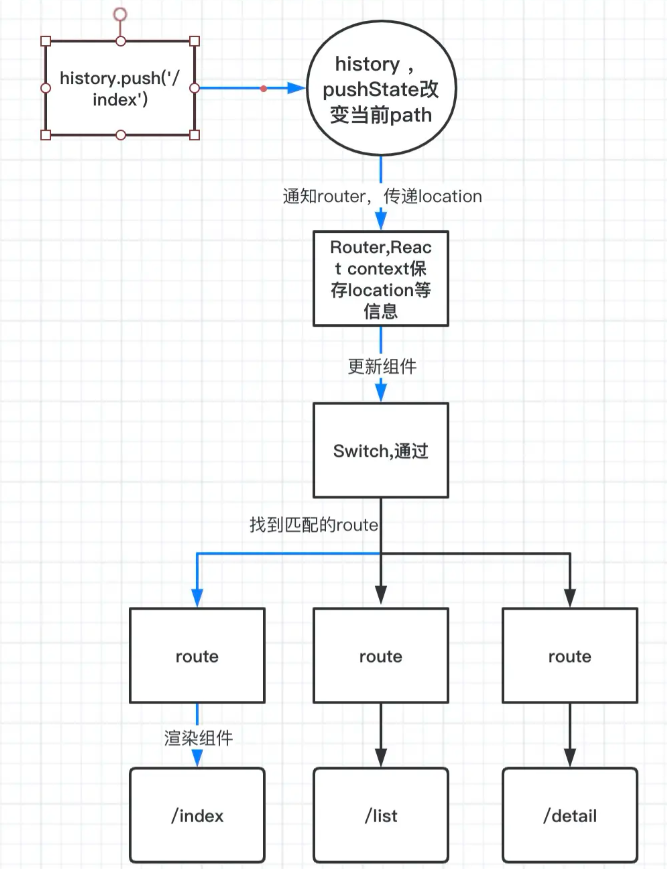 history.push('/
index')
history ，
pushState改
变当前path
通知router，传递location
Router,Reac
t context保
存location等
信息
更新组件
Switch,通过
找到匹配的route
route
route
route
渲染组件
/index
/list
/detail